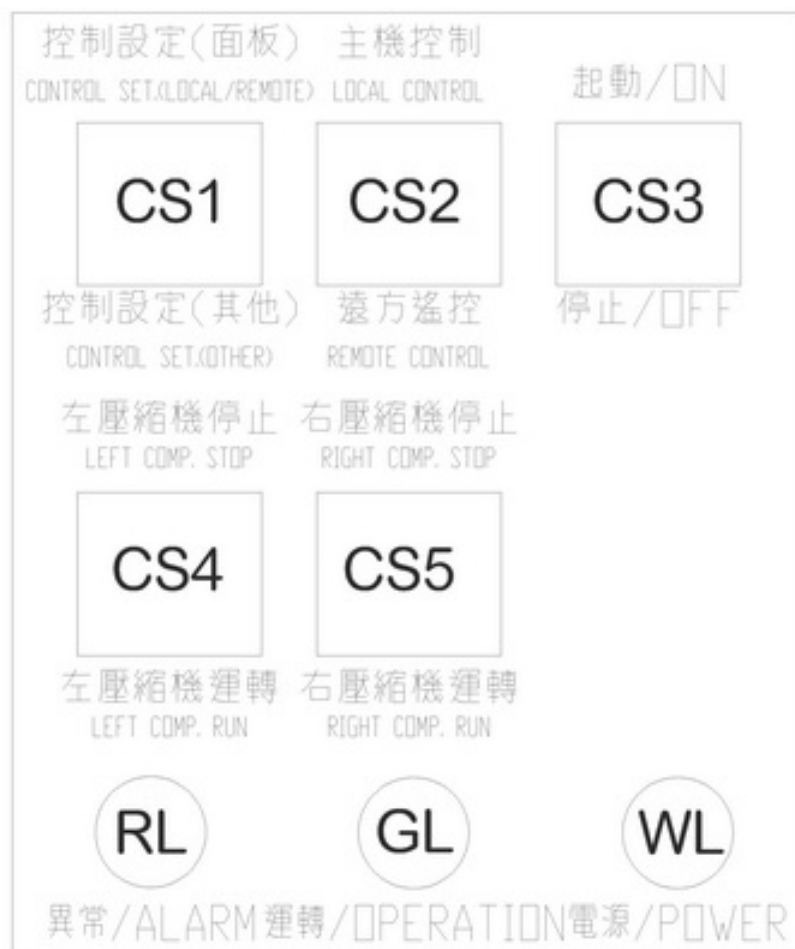 控制設定(面板) 主機控制
CONTROL SET.(LOCAL/REMOTE) LOCAL CONTROL
起動/ON
CS1 CS2 CS3
控制設定(其他) 遠方遙控 停止/OFF
CONTROL SET.(OTHER) REMOTE CONTROL
左壓縮機停止 右壓縮機停止
LEFT COMP. STOP RIGHT COMP. STOP
CS4 CS5
左壓縮機運轉 右壓縮機運轉
LEFT COMP. RUN RIGHT COMP. RUN
RL GL WL
異常/ALARM 運轉/OPERATION 電源/POWER